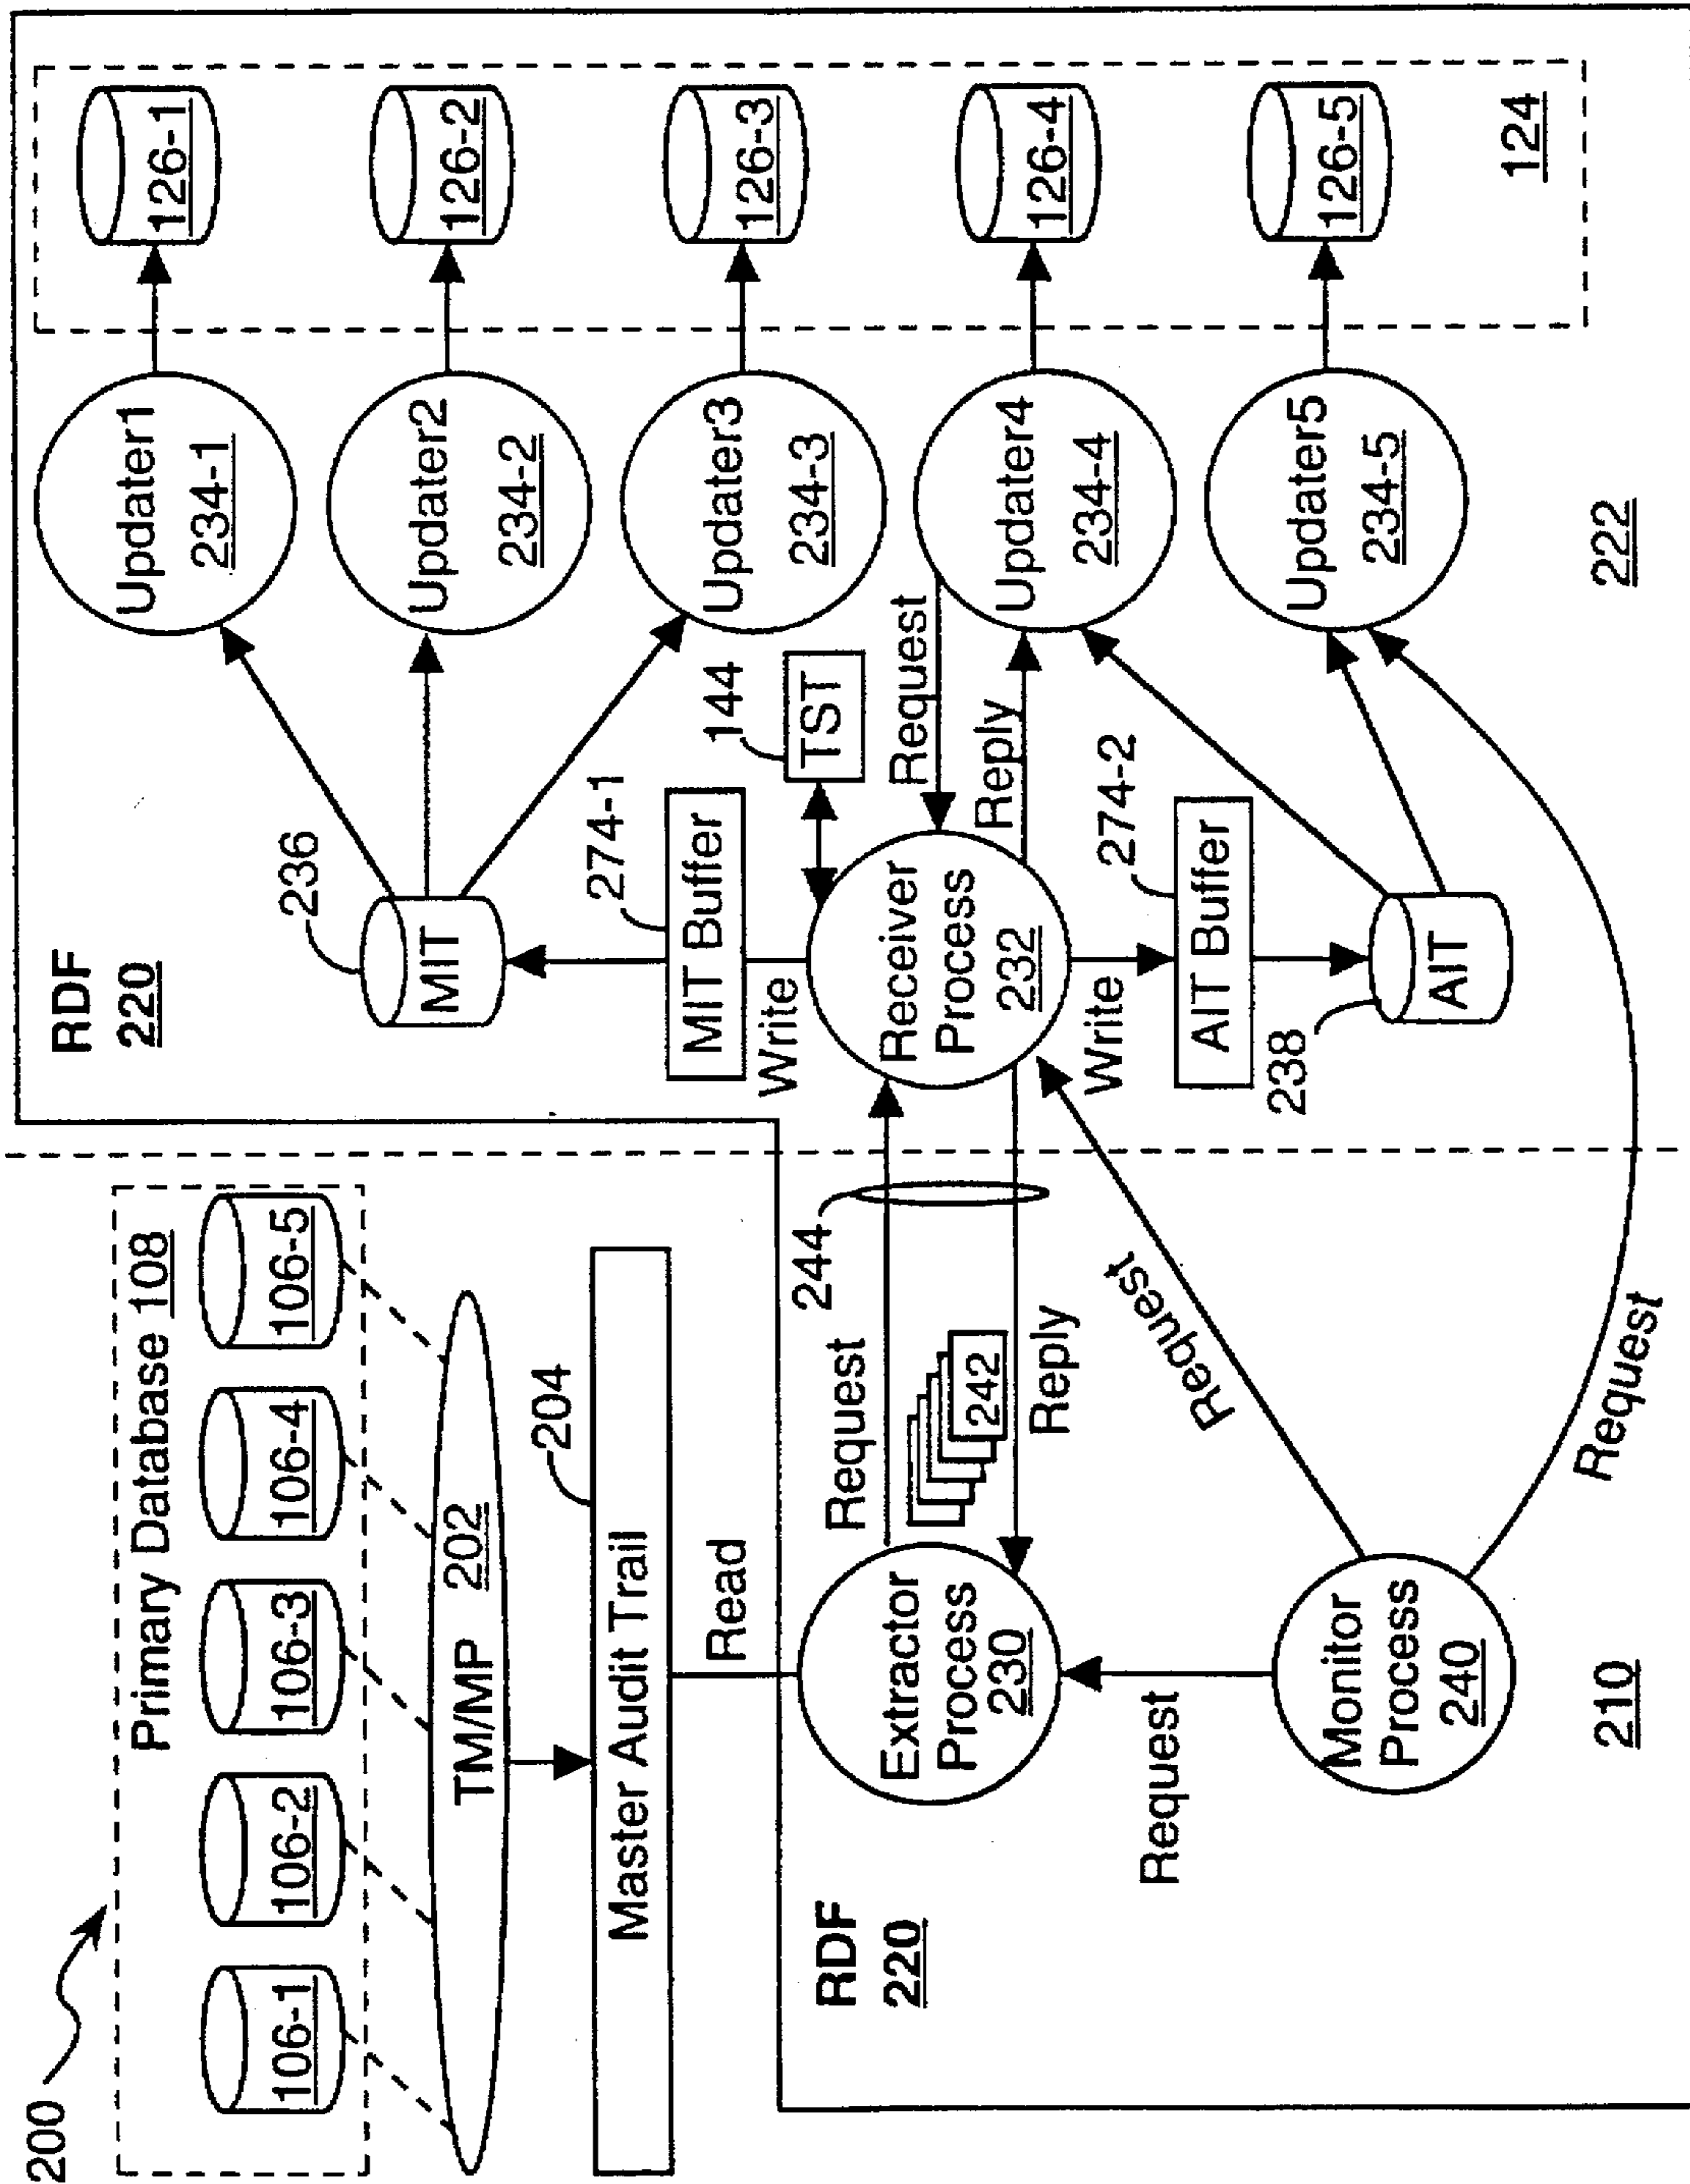 200
Primary Database 108
106-1
106-2
106-3
106-4
106-5
TM/MP 202
204
Master Audit Trail
Read
RDF
220
Extractor
Process
230
Request
242
Reply
244
Request
Monitor
Process
240
Request
Request
210
RDF
220
236
MIT
274-1
MIT Buffer
Write
144
TST
Receiver
Process
232
Request
Reply
Write
274-2
AIT Buffer
238
AIT
Updater1
234-1
Updater2
234-2
Updater3
234-3
Updater4
234-4
Updater5
234-5
222
126-1
126-2
126-3
126-4
126-5
124